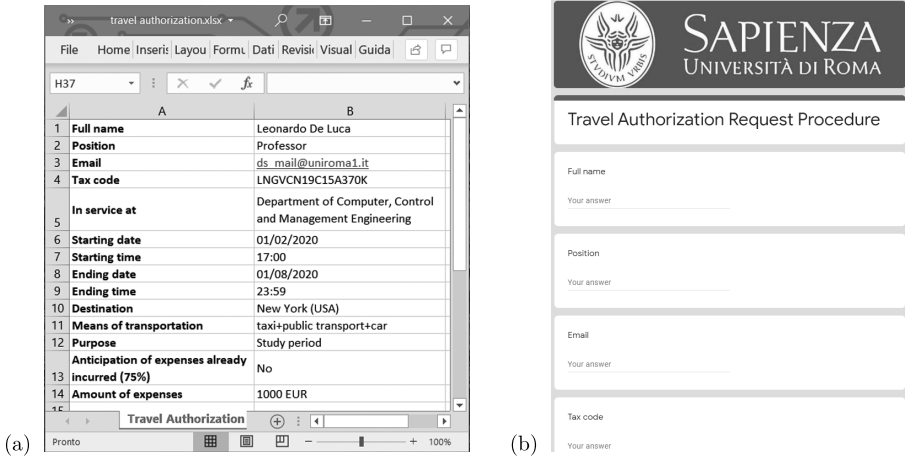 travel authorization.xlsx
File Home Inseris Layou Formu Dati Revisi Visual Guida
H37 fx
A B
1 Full name Leonardo De Luca
2 Position Professor
3 Email ds_mail@uniroma1.it
4 Tax code LNGVCN19C15A370K
5 In service at Department of Computer, Control
and Management Engineering
6 Starting date 01/02/2020
7 Starting time 17:00
8 Ending date 01/08/2020
9 Ending time 23:59
10 Destination New York (USA)
11 Means of transportation taxi+public transport+car
12 Purpose Study period
Anticipation of expenses already
13 incurred (75%) No
14 Amount of expenses 1000 EUR
15
Travel Authorization
Pronto 100%
(a)
STVDIVM VRBIS
SAPIENZA
UNIVERSITÀ DI ROMA
Travel Authorization Request Procedure
Full name
Your answer
Position
Your answer
Email
Your answer
Tax code
Your answer
(b)